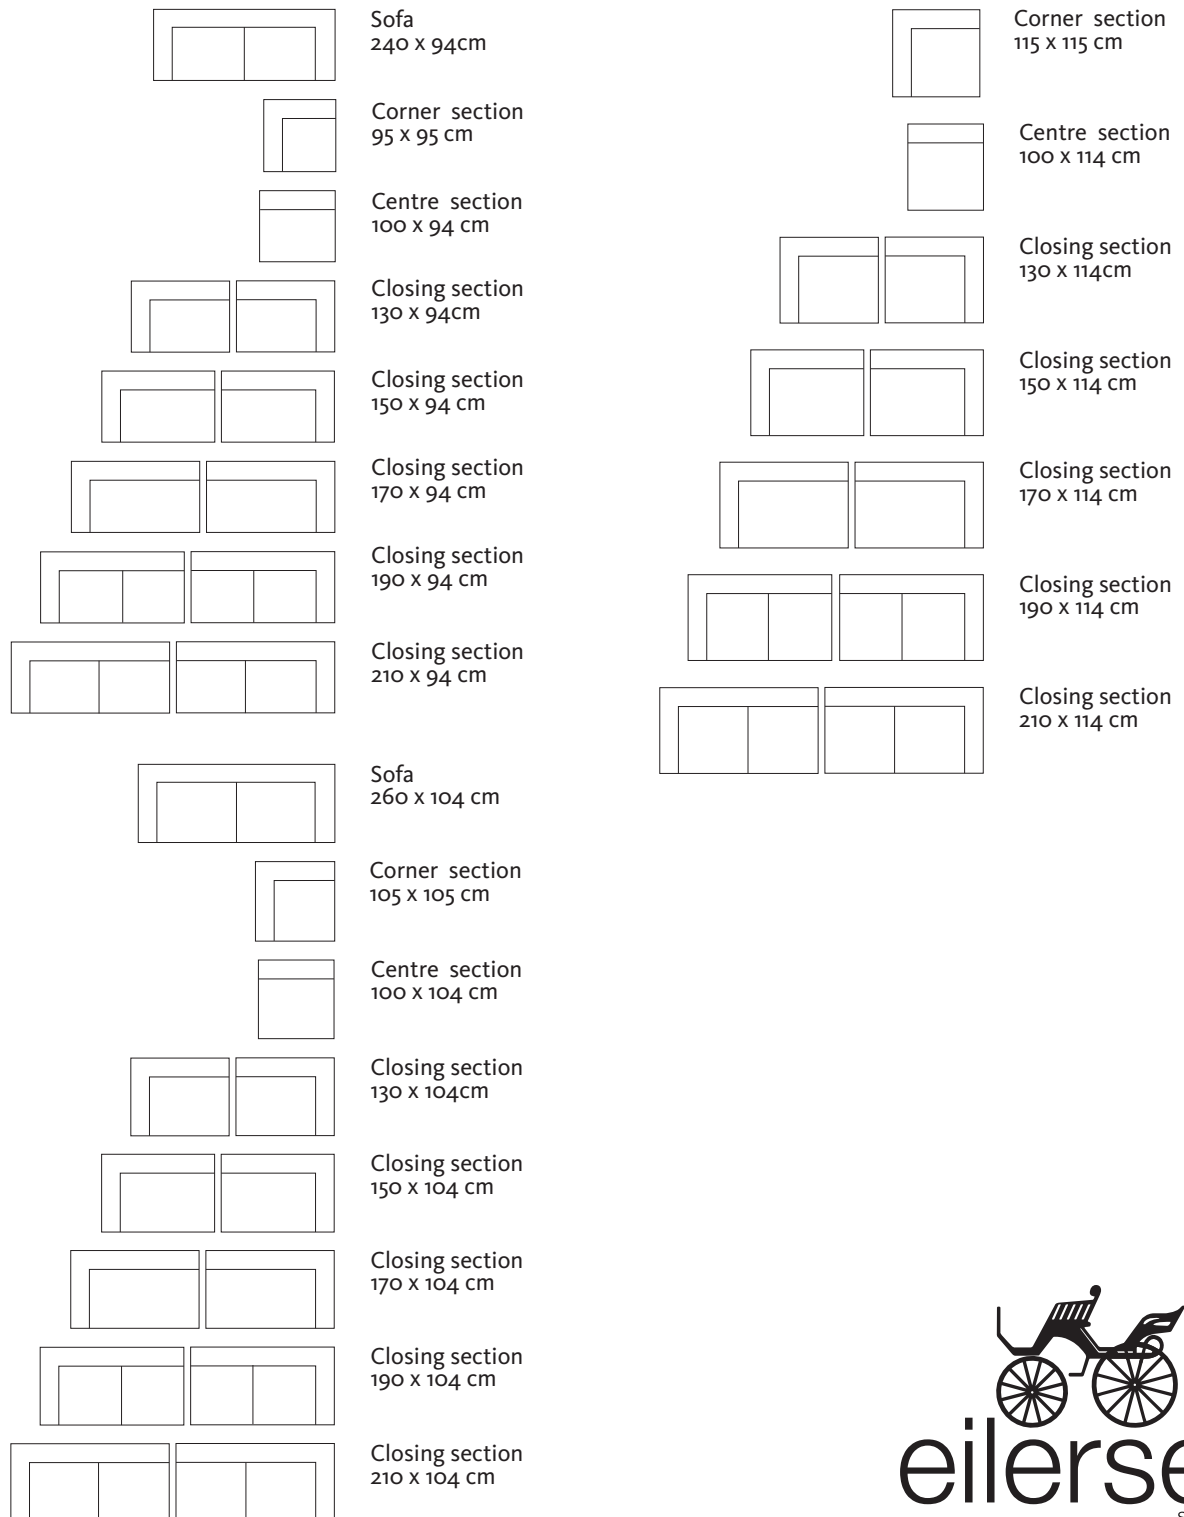 Sofa
240 x 94cm
Corner section
95 x 95 cm
Centre section
100 x 94 cm
Closing section
130 x 94cm
Closing section
150 x 94 cm
Closing section
170 x 94 cm
Closing section
190 x 94 cm
Closing section
210 x 94 cm
Sofa
260 x 104 cm
Corner section
105 x 105 cm
Centre section
100 x 104 cm
Closing section
130 x 104cm
Closing section
150 x 104 cm
Closing section
170 x 104 cm
Closing section
190 x 104 cm
Closing section
210 x 104 cm
Corner section
115 x 115 cm
Centre section
100 x 114 cm
Closing section
130 x 114cm
Closing section
150 x 114 cm
Closing section
170 x 114 cm
Closing section
190 x 114 cm
Closing section
210 x 114 cm
eilerse